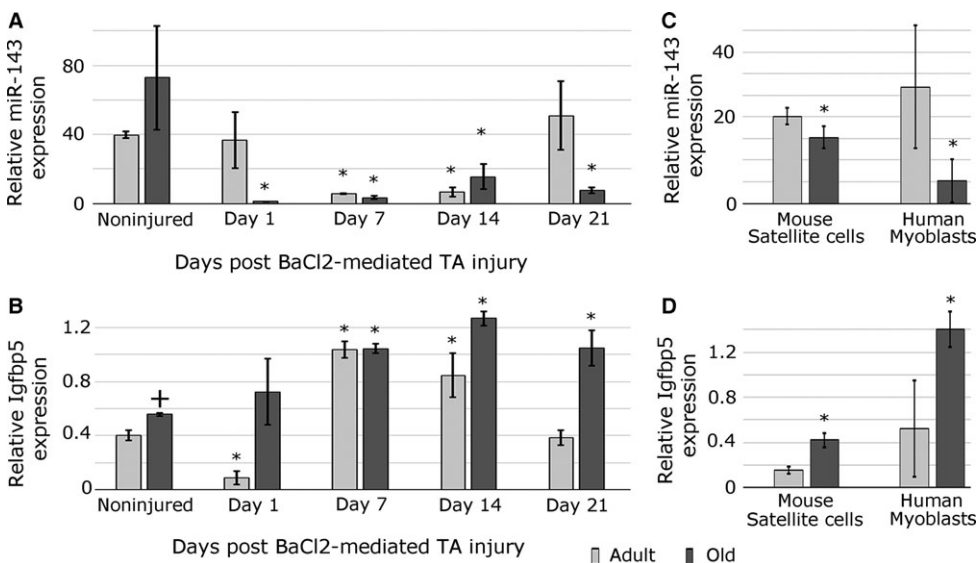 A
Relative miR-143
expression
80
40
0
*
*
*
*
*
*
Noninjured
Day 1
Day 7
Day 14
Day 21
Days post BaCl2-mediated TA injury
B
Relative Igfbp5
expression
1.2
0.8
0.4
0
+
*
*
*
*
*
*
Noninjured
Day 1
Day 7
Day 14
Day 21
Days post BaCl2-mediated TA injury
C
Relative miR-143
expression
40
20
0
*
*
Mouse
Satellite cells
Human
Myoblasts
D
Relative Igfbp5
expression
1.2
0.4
0
*
*
Mouse
Satellite cells
Human
Myoblasts
Adult
Old